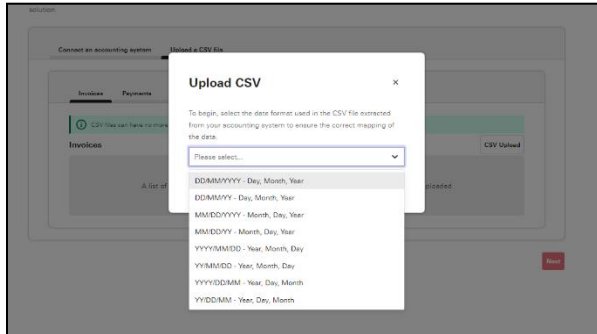 solution
Connect an accounting system Upload a CSV file
Upload CSV ×
Invoices Payments
To begin, select the date format used in the CSV file extracted
from your accounting system to ensure the correct mapping of
the data.
CSV files can have no more
Invoices
CSV Upload
Please select...
A list of
ploaded
DD/MM/YYYY - Day, Month, Year
DD/MM/YY - Day, Month, Year
MM/DD/YYYY - Month, Day, Year
MM/DD/YY - Month, Day, Year
YYYY/MM/DD - Year, Month, Day
YY/MM/DD - Year, Month, Day
YYYY/DD/MM - Year, Day, Month
YY/DD/MM - Year, Day, Month
Next